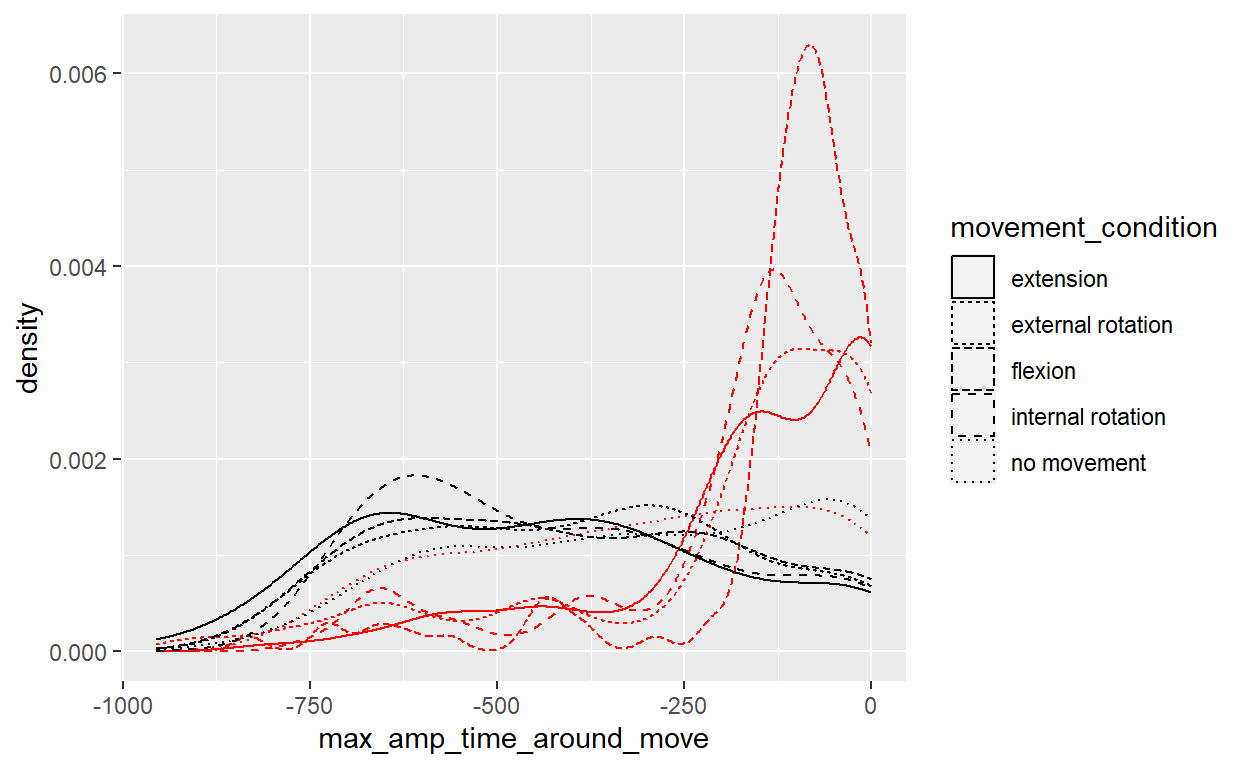 0.006
0.004
0.002
0.000
density
-1000
-750
-500
-250
0
max_amp_time_around_move
movement_condition
extension
external rotation
flexion
internal rotation
no movement